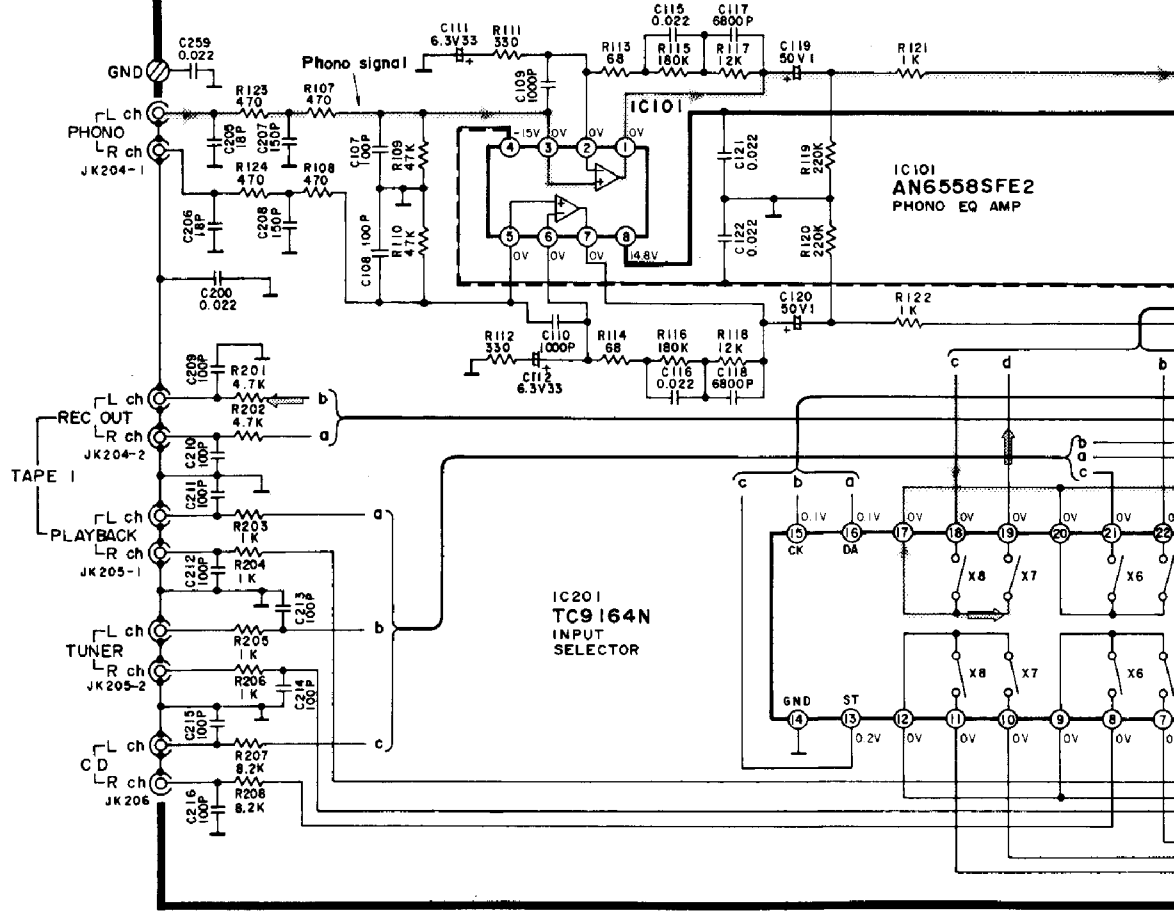 C259
0.022
GND
C111
6.3V33
R111
330
C109
1000P
Phono signal
R113
68
C115
0.022
R115
180K
C117
6800P
R117
12K
C119
50V1
R121
1K
L ch
PHONO
R ch
JK204-1
R123
470
R107
470
C205
18P
C207
150P
R124
470
R108
470
C206
18P
C208
150P
C107
100P
R109
47K
C108 100P
R110
47K
IC101
-15V
0V
0V
0V
4
3
2
1
5
6
7
8
0V
0V
0V
14.8V
C121
0.022
R119
220K
C122
0.022
R120
220K
IC101
AN6558SFE2
PHONO EQ AMP
C200
0.022
R112
330
C112
6.3V33
C110
1000P
R114
68
R116
180K
C116
0.022
R118
12K
C118
6800P
C120
50V1
R122
1K
C209
100P
R201
4.7K
R202
4.7K
L ch
REC OUT
R ch
JK204-2
b
a
C210
100P
TAPE 1
C211
100P
L ch
PLAYBACK
R ch
JK205-1
R203
1K
R204
1K
C212
100P
C213
100P
a
L ch
TUNER
R ch
JK205-2
R205
1K
R206
1K
C214
100P
b
C215
100P
L ch
CD
R ch
JK206
R207
8.2K
R208
8.2K
C216
100P
c
IC201
TC9164N
INPUT
SELECTOR
c
d
b
b
a
c
c
b
a
0.1V
0.1V
0V
0V
0V
0V
0V
15
16
17
18
19
20
21
22
CK
DA
X8
X7
X6
X8
X7
X6
GND
ST
14
13
12
11
10
9
8
7
0.2V
0V
0V
0V
0V
0V